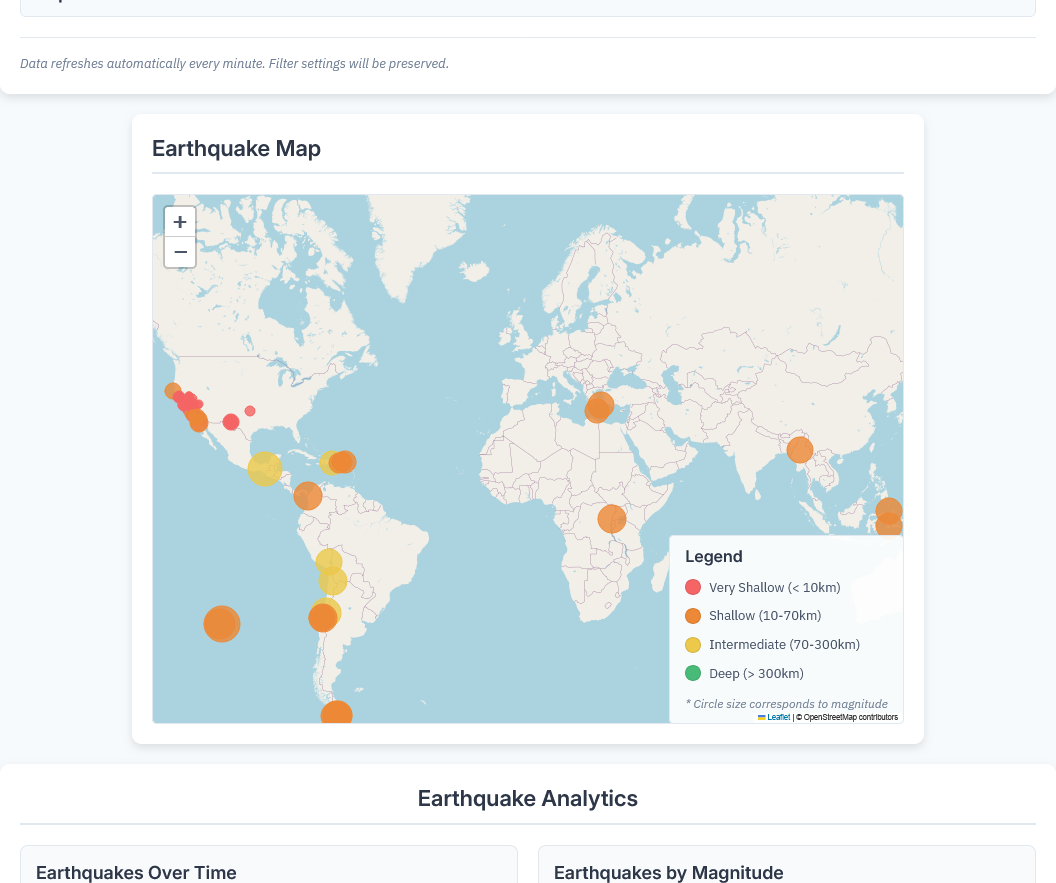 Data refreshes automatically every minute. Filter settings will be preserved.
Earthquake Map
+
−
Legend
Very Shallow (< 10km)
Shallow (10-70km)
Intermediate (70-300km)
Deep (> 300km)
* Circle size corresponds to magnitude
Leaflet | © OpenStreetMap contributors
Earthquake Analytics
Earthquakes Over Time
Earthquakes by Magnitude